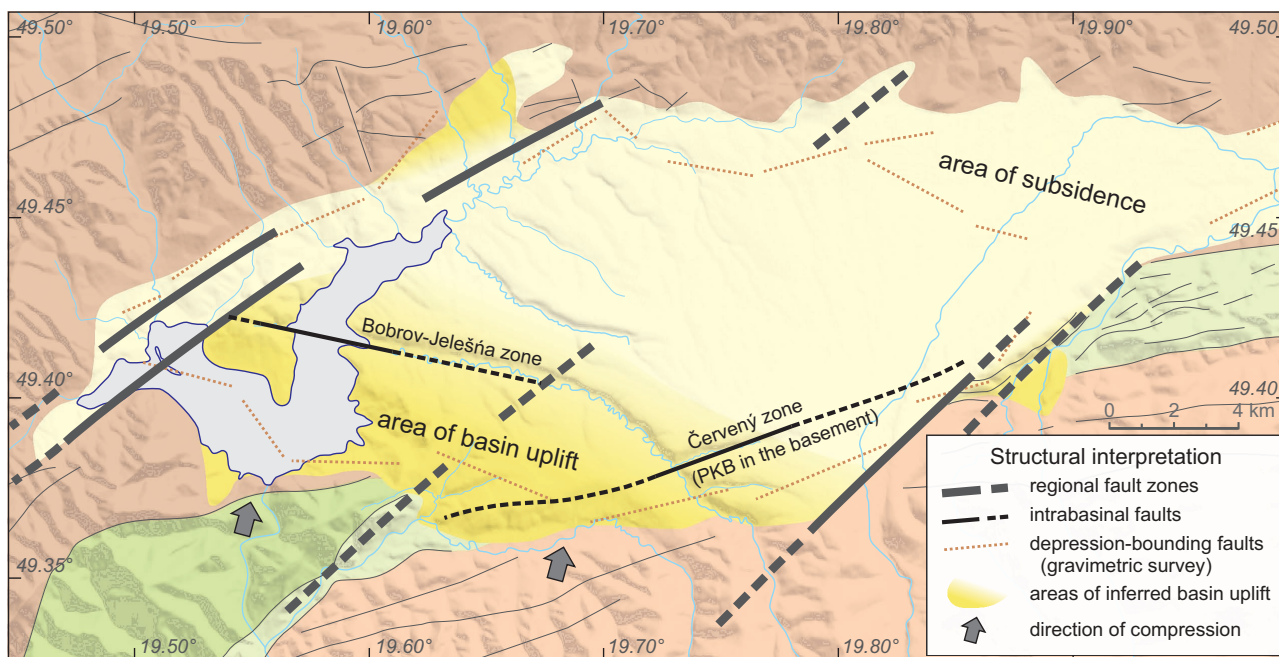 49.50° 19.50° 19.60° 19.70° 19.80° 19.90° 49.50°
area of subsidence
49.45° 49.45°
Bobrov-Jelešńa zone
49.40° 49.40°
area of basin uplift
Červený zone
(PKB in the basement)
0 2 4 km
49.35°
19.50° 19.60° 19.70° 19.80°
Structural interpretation
regional fault zones
intrabasinal faults
depression-bounding faults
(gravimetric survey)
areas of inferred basin uplift
direction of compression